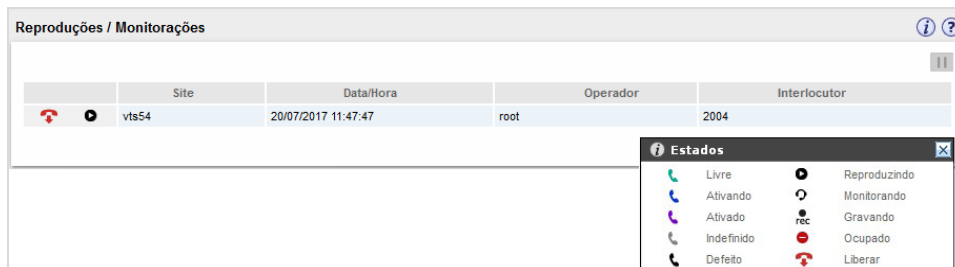 Reproduções / Monitorações
Site Data/Hora Operador Interlocutor
vts54 20/07/2017 11:47:47 root 2004
Estados
Livre Reproduzindo
Ativando Monitorando
Ativado rec Gravando
Indefinido Ocupado
Defeito Liberar